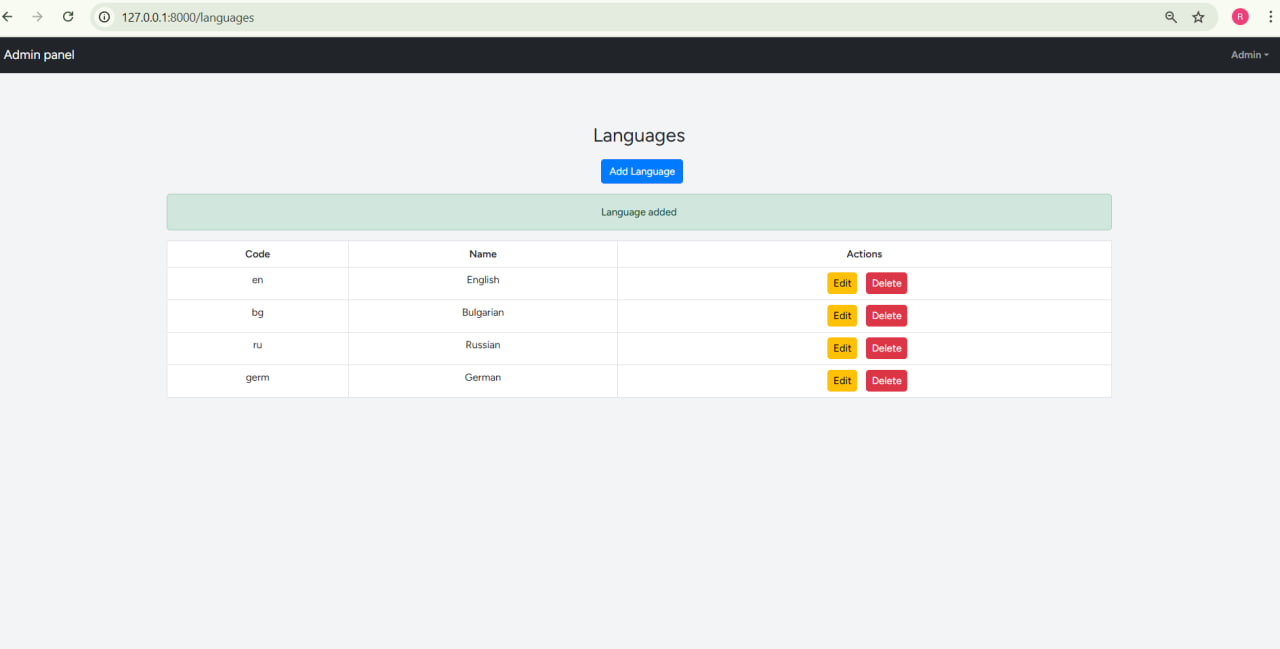 127.0.0.1:8000/languages
R
Admin panel
Admin
Languages
Add Language
Language added
Code Name Actions
en English Edit Delete
bg Bulgarian Edit Delete
ru Russian Edit Delete
germ German Edit Delete